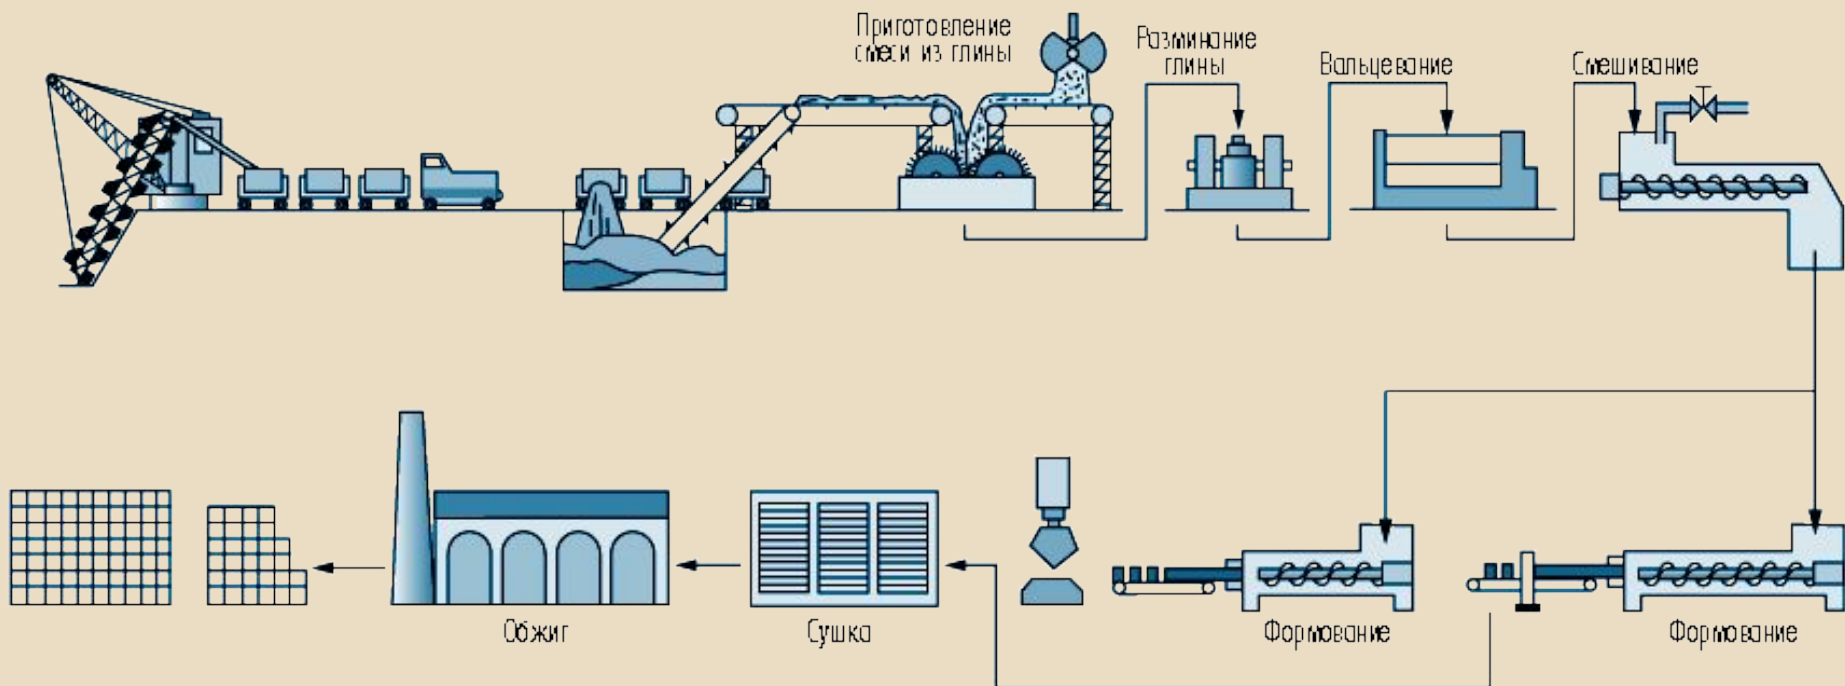 Приготовление
смеси из глины
Разминание
глины
Вальцевание
Смешивание
Обжиг
Сушка
Формование
Формование